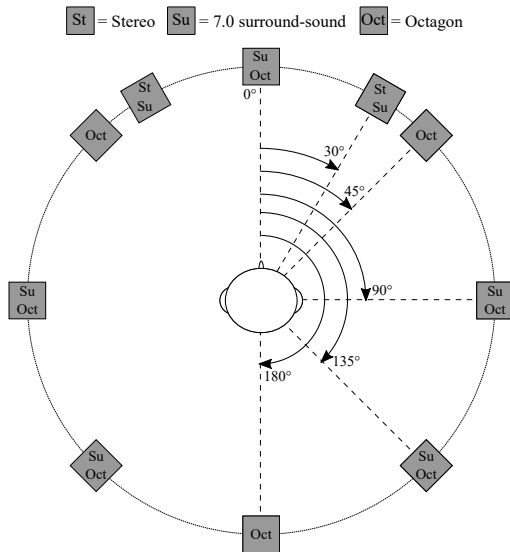 St = Stereo Su = 7.0 surround-sound Oct = Octagon
Su
Oct
0°
St
Su
St
Su
Oct
Oct
30°
45°
Su
Oct
90°
Su
Oct
135°
180°
Su
Oct
Su
Oct
Oct